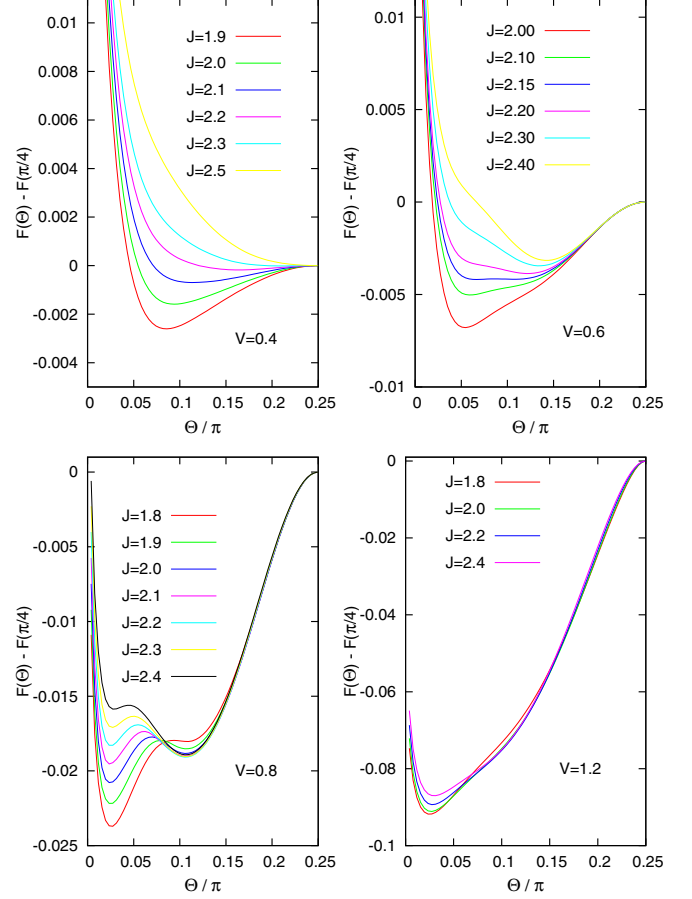 0.01
0.008
0.006
0.004
0.002
0
-0.002
-0.004
F(Θ) - F(π/4)
J=1.9
J=2.0
J=2.1
J=2.2
J=2.3
J=2.5
V=0.4
0 0.05 0.1 0.15 0.2 0.25
Θ / π
0.01
0.005
0
-0.005
-0.01
F(Θ) - F(π/4)
J=2.00
J=2.10
J=2.15
J=2.20
J=2.30
J=2.40
V=0.6
0 0.05 0.1 0.15 0.2 0.25
Θ / π
0
-0.005
-0.01
-0.015
-0.02
-0.025
F(Θ) - F(π/4)
J=1.8
J=1.9
J=2.0
J=2.1
J=2.2
J=2.3
J=2.4
V=0.8
0 0.05 0.1 0.15 0.2 0.25
Θ / π
0
-0.02
-0.04
-0.06
-0.08
-0.1
F(Θ) - F(π/4)
J=1.8
J=2.0
J=2.2
J=2.4
V=1.2
0 0.05 0.1 0.15 0.2 0.25
Θ / π